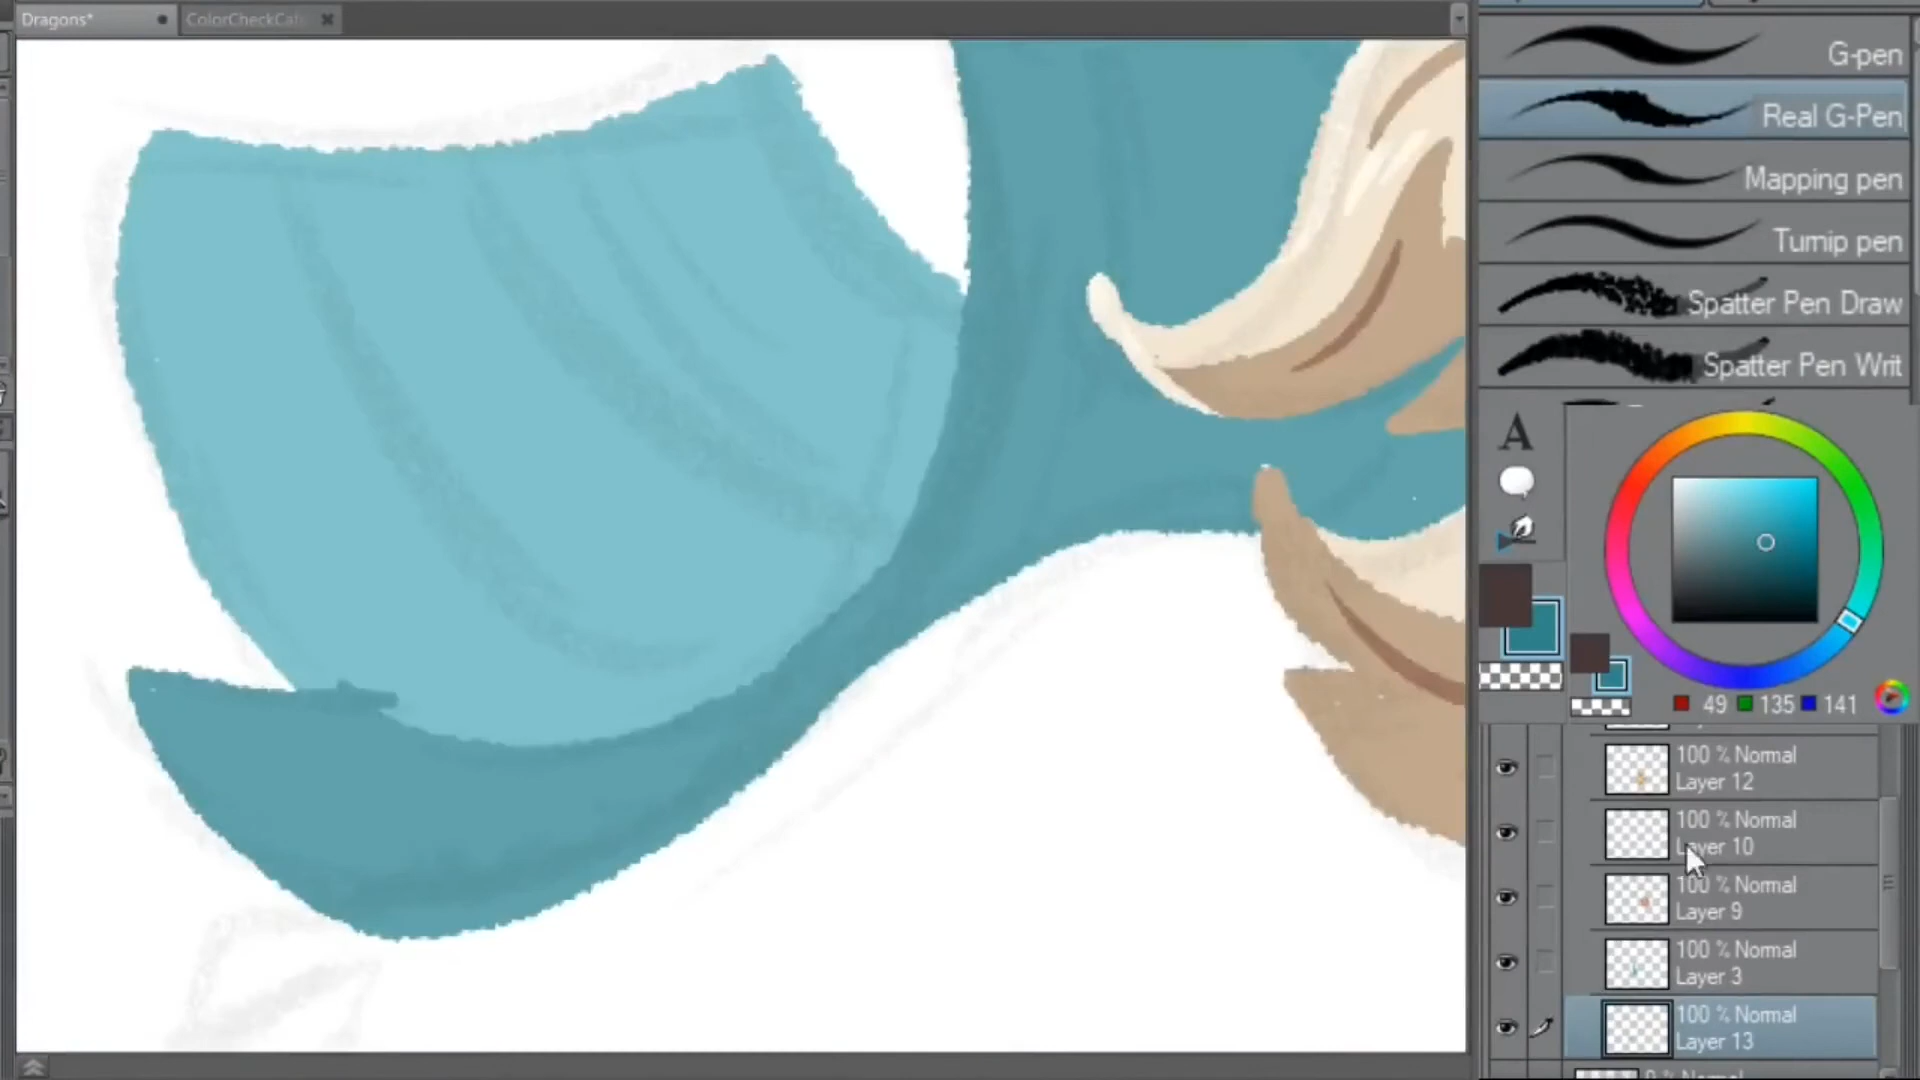 Dragons*
ColorCheckCaf
G-pen
Real G-Pen
Mapping pen
Turnip pen
Spatter Pen Draw
Spatter Pen Writ
A
49 135 141
100 % Normal
Layer 12
100 % Normal
Layer 10
100 % Normal
Layer 9
100 % Normal
Layer 3
100 % Normal
Layer 13